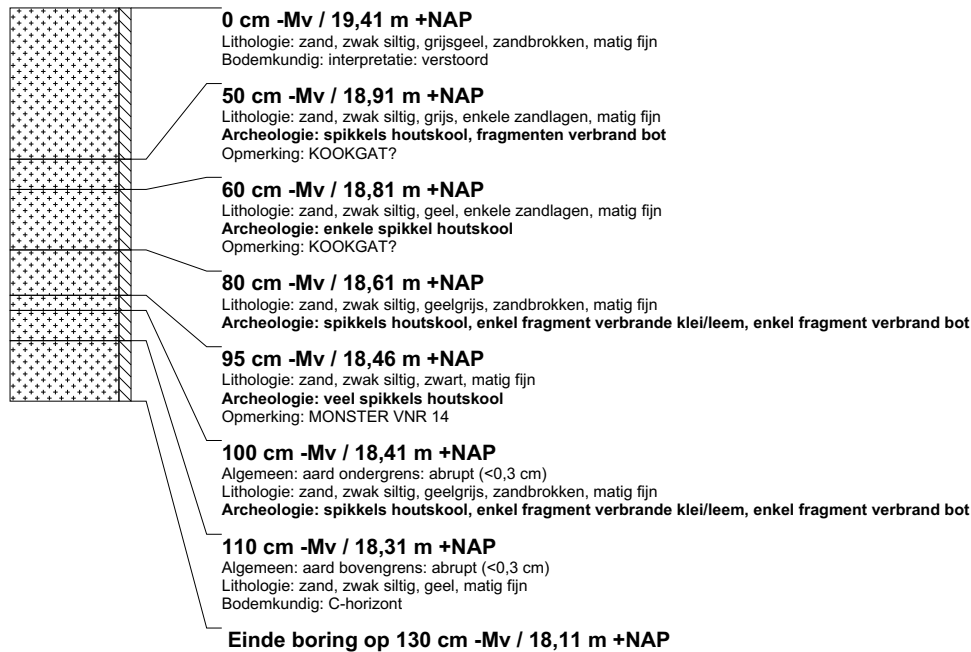 0 cm -Mv / 19,41 m +NAP
Lithologie: zand, zwak siltig, grijsgeel, zandbrokken, matig fijn
Bodemkundig: interpretatie: verstoord
50 cm -Mv / 18,91 m +NAP
Lithologie: zand, zwak siltig, grijs, enkele zandlagen, matig fijn
Archeologie: spikkels houtskool, fragmenten verbrand bot
Opmerking: KOOKGAT?
60 cm -Mv / 18,81 m +NAP
Lithologie: zand, zwak siltig, geel, enkele zandlagen, matig fijn
Archeologie: enkele spikkel houtskool
Opmerking: KOOKGAT?
80 cm -Mv / 18,61 m +NAP
Lithologie: zand, zwak siltig, geelgrijs, zandbrokken, matig fijn
Archeologie: spikkels houtskool, enkel fragment verbrande klei/leem, enkel fragment verbrand bot
95 cm -Mv / 18,46 m +NAP
Lithologie: zand, zwak siltig, zwart, matig fijn
Archeologie: veel spikkels houtskool
Opmerking: MONSTER VNR 14
100 cm -Mv / 18,41 m +NAP
Algemeen: aard ondergrens: abrupt (<0,3 cm)
Lithologie: zand, zwak siltig, geelgrijs, zandbrokken, matig fijn
Archeologie: spikkels houtskool, enkel fragment verbrande klei/leem, enkel fragment verbrand bot
110 cm -Mv / 18,31 m +NAP
Algemeen: aard bovengrens: abrupt (<0,3 cm)
Lithologie: zand, zwak siltig, geel, matig fijn
Bodemkundig: C-horizont
Einde boring op 130 cm -Mv / 18,11 m +NAP